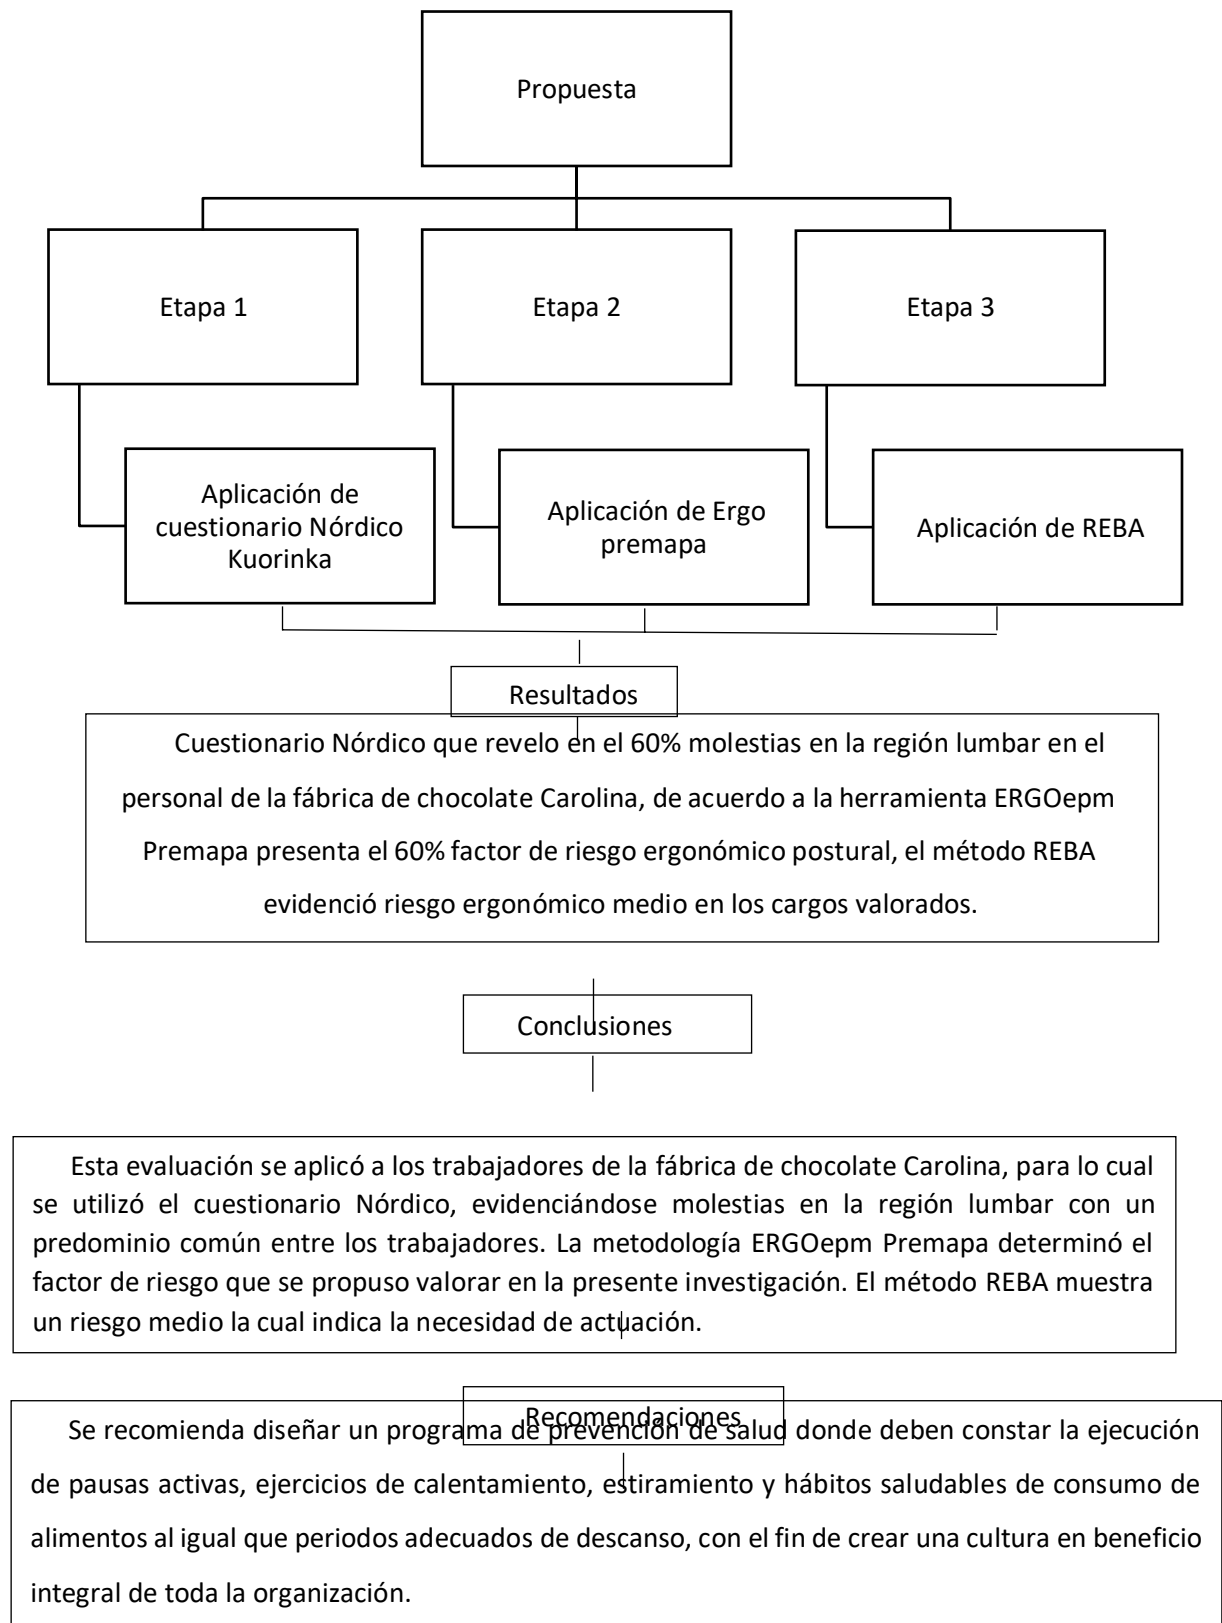 Propuesta
Etapa 1
Etapa 2
Etapa 3
Aplicación de
cuestionario Nórdico
Kuorinka
Aplicación de Ergo
premapa
Aplicación de REBA
Resultados
Cuestionario Nórdico que revelo en el 60% molestias en la región lumbar en el
personal de la fábrica de chocolate Carolina, de acuerdo a la herramienta ERGOepm
Premapa presenta el 60% factor de riesgo ergonómico postural, el método REBA
evidenció riesgo ergonómico medio en los cargos valorados.
Conclusiones
Esta evaluación se aplicó a los trabajadores de la fábrica de chocolate Carolina, para lo cual
se utilizó el cuestionario Nórdico, evidenciándose molestias en la región lumbar con un
predominio común entre los trabajadores. La metodología ERGOepm Premapa determinó el
factor de riesgo que se propuso valorar en la presente investigación. El método REBA muestra
un riesgo medio la cual indica la necesidad de actuación.
Recomendaciones
Se recomienda diseñar un programa de prevención de salud donde deben constar la ejecución
de pausas activas, ejercicios de calentamiento, estiramiento y hábitos saludables de consumo de
alimentos al igual que periodos adecuados de descanso, con el fin de crear una cultura en beneficio
integral de toda la organización.